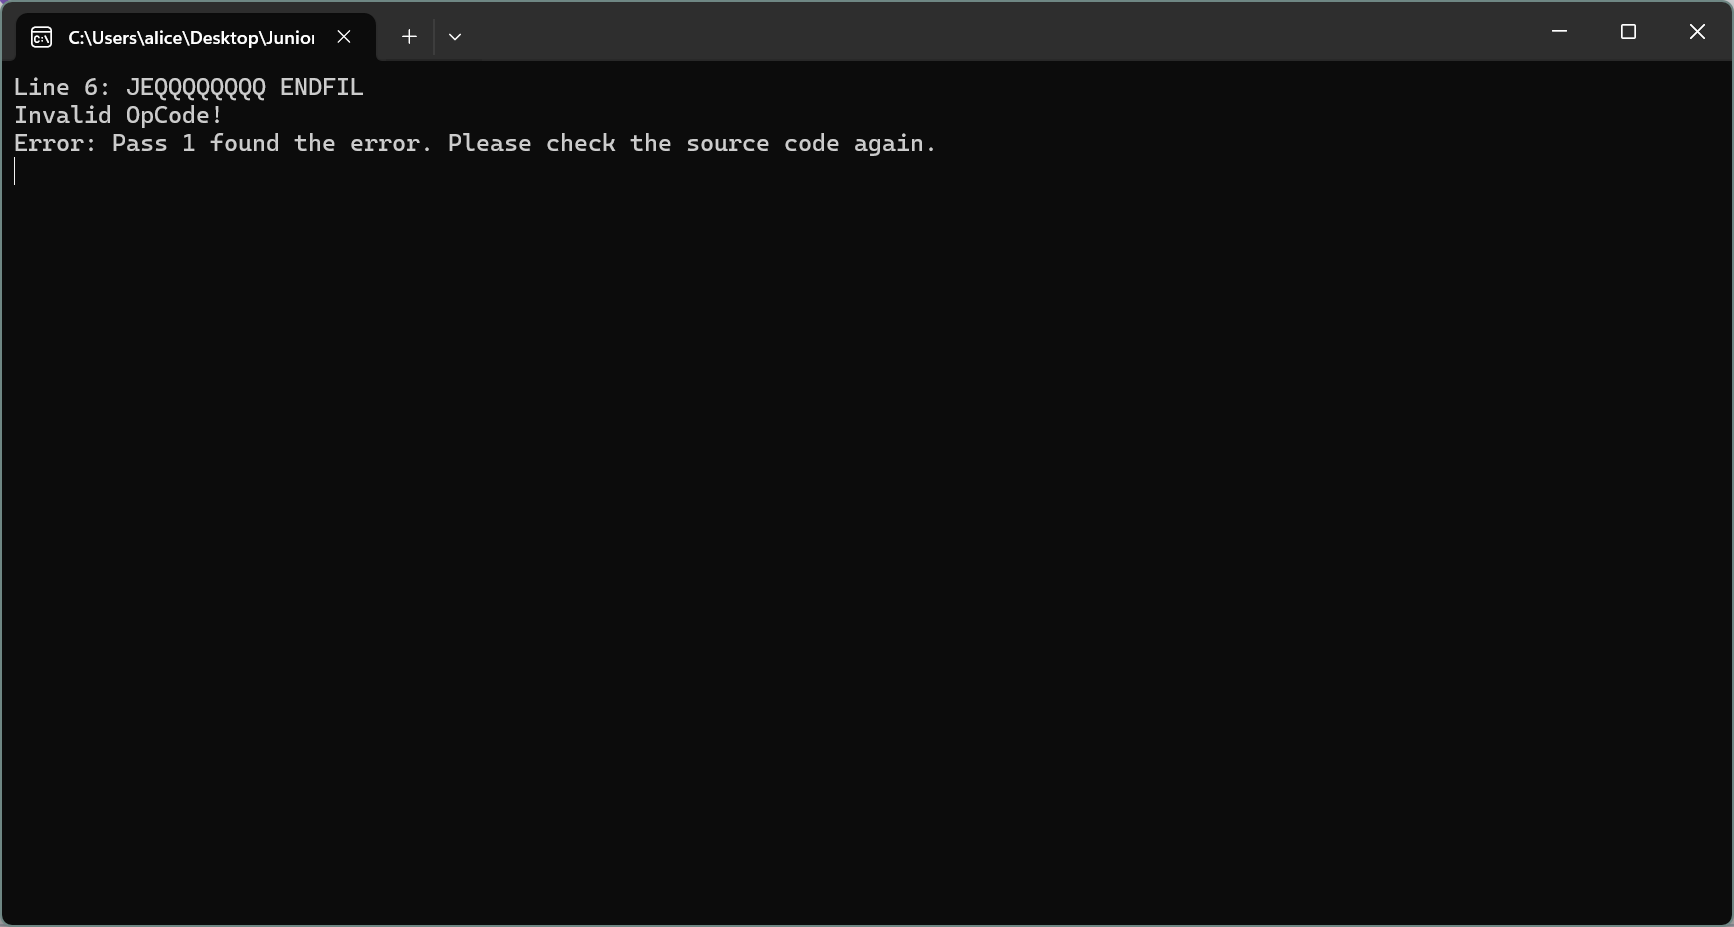 C:\Users\alice\Desktop\Junior
Line 6: JEQQQQQQQQ ENDFIL
Invalid OpCode!
Error: Pass 1 found the error. Please check the source code again.